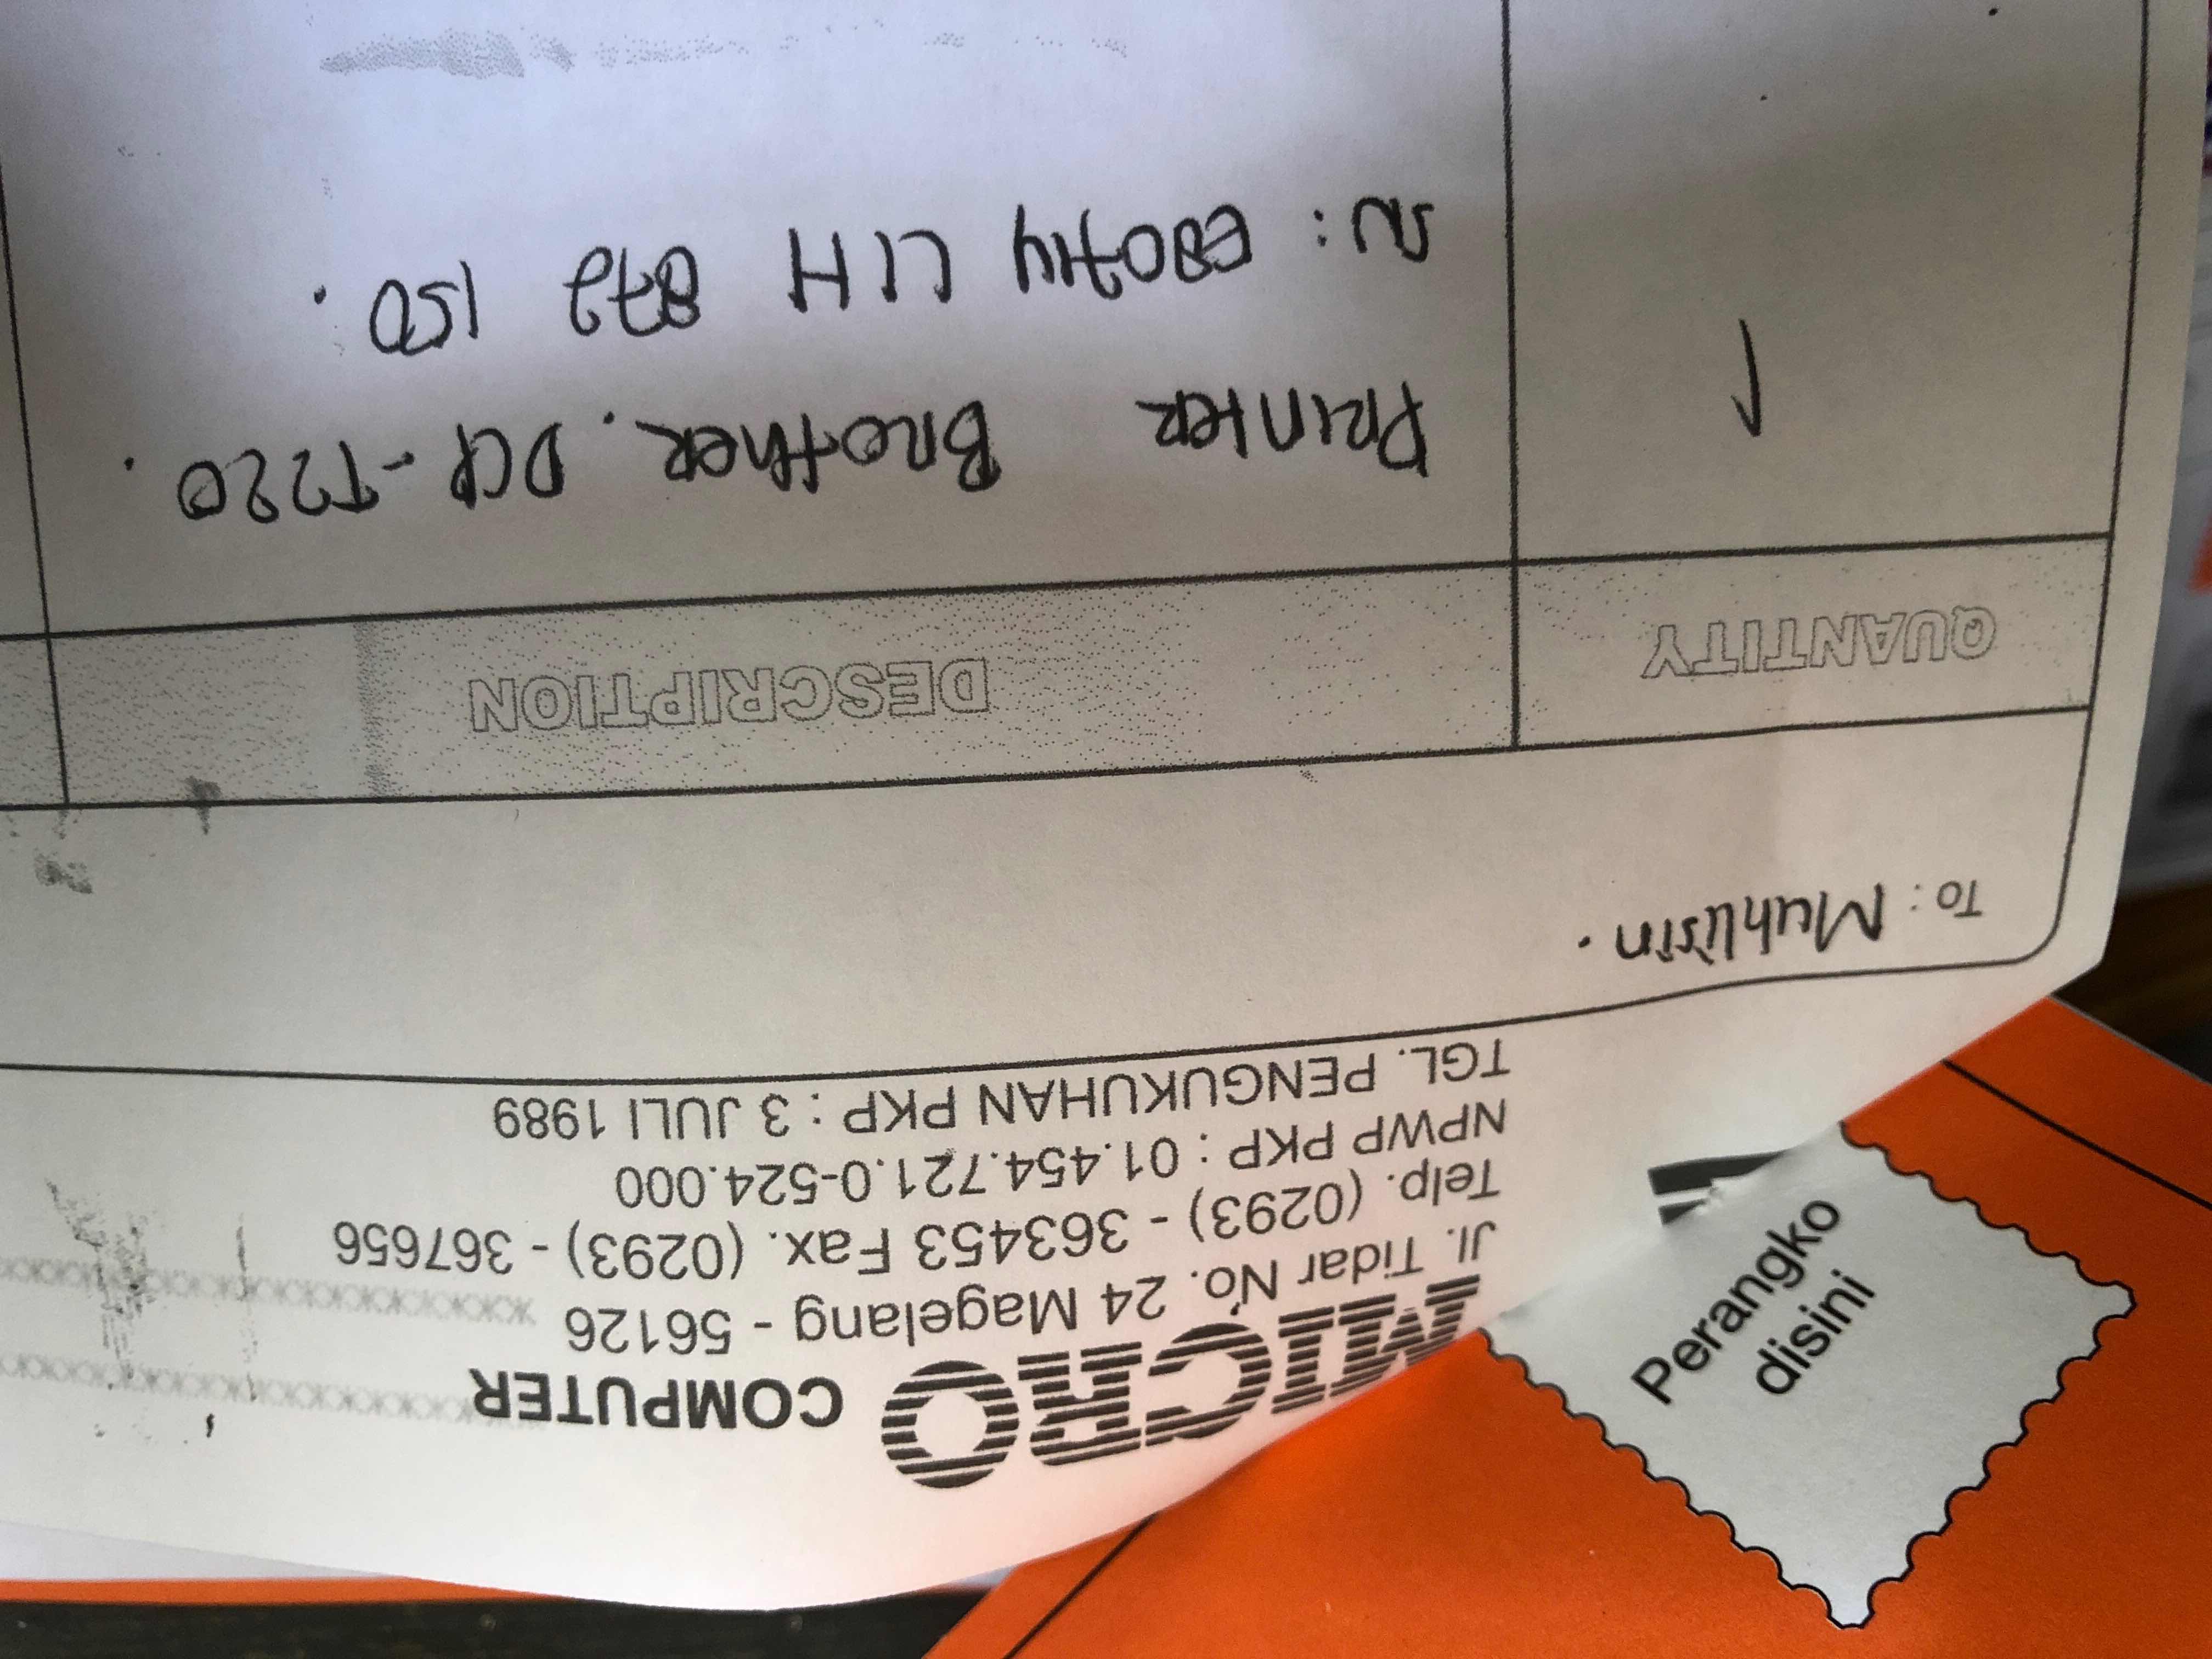 MICRO COMPUTER
Jl. Tidar No. 24 Magelang - 56126
Telp. (0293) - 363453 Fax. (0293) - 367656
NPWP PKP : 01.454.721.0-524.000
TGL. PENGUKUHAN PKP : 3 JULI 1989
To : Muhlisin.
QUANTITY DESCRIPTION
1 Printer Brother. DCP-T220.
SN: E80714 L1H 872 150.
Perangko
disini